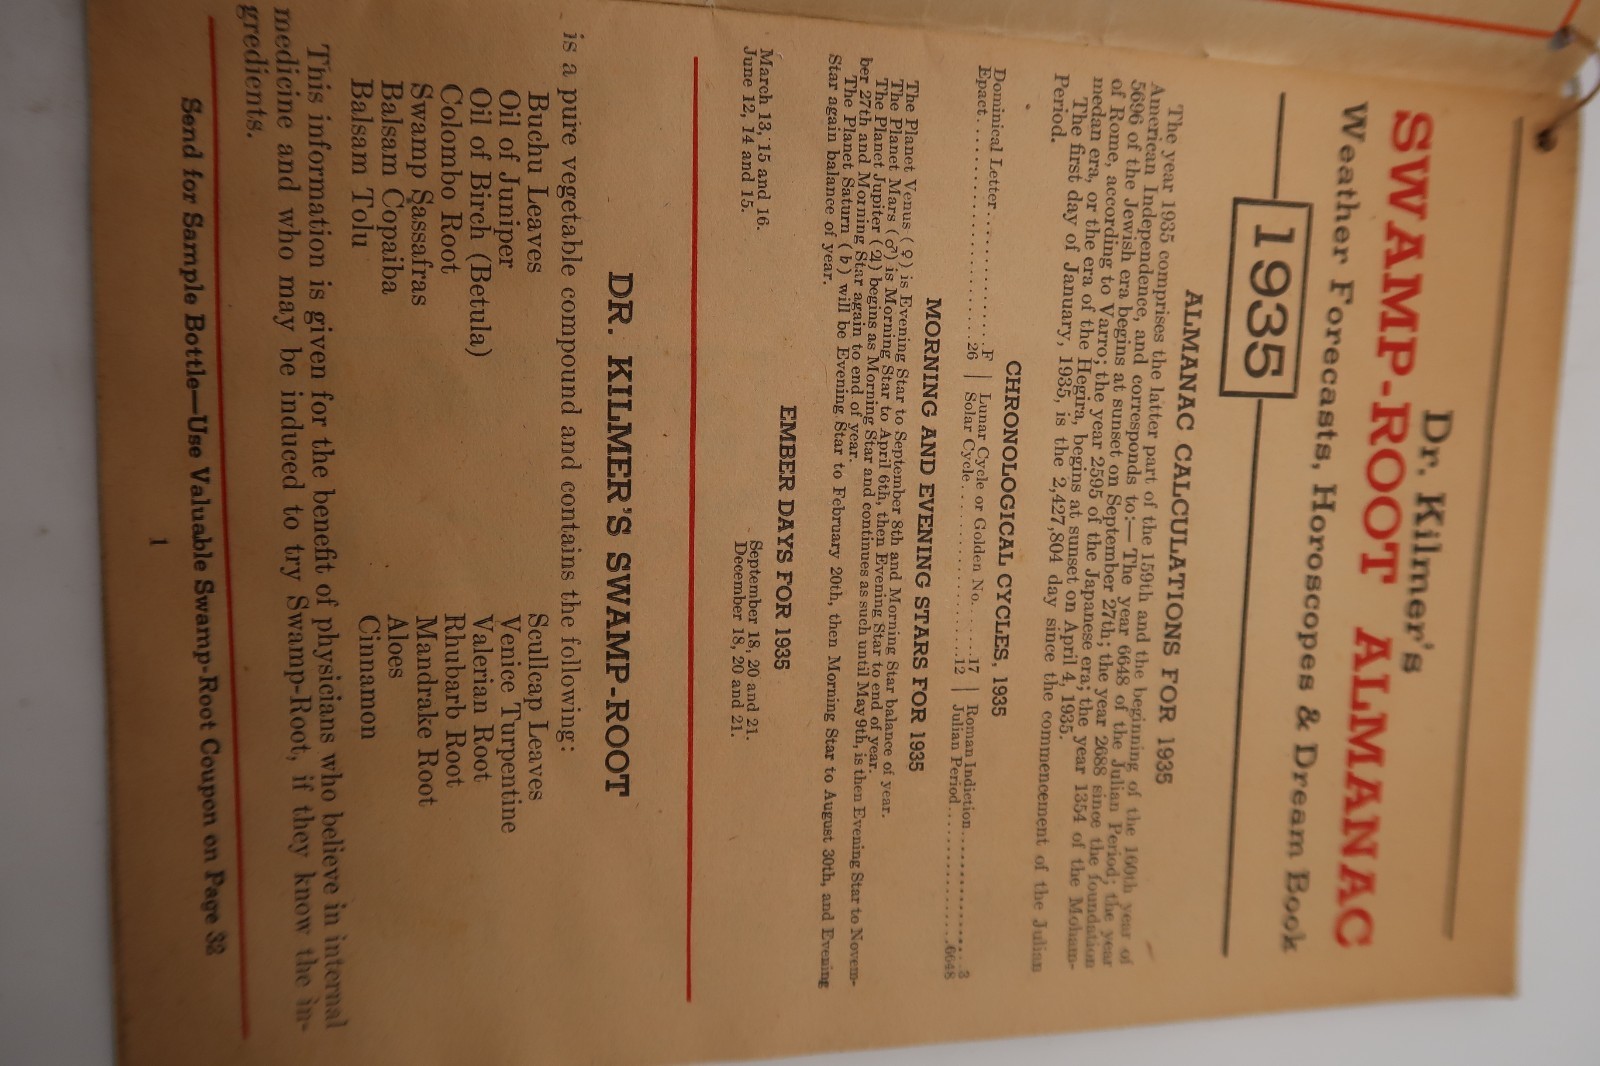 Dr. Kilmer's
SWAMP-ROOT ALMANAC
Weather Forecasts, Horoscopes & Dream Book
1935
ALMANAC CALCULATIONS FOR 1935
The year 1935 comprises the latter part of the 159th and the beginning of the 160th year of
American Independence, and corresponds to:— The year 6648 of the Julian Period; the year
5696 of the Jewish era begins at sunset on September 27th; the year 2688 since the foundation
of Rome, according to Varro; the year 2595 of the Japanese era; the year 1354 of the Moham-
medan era, or the era of the Hegira, begins at sunset on April 4, 1935.
The first day of January, 1935, is the 2,427,804 day since the commencement of the Julian
Period.
CHRONOLOGICAL CYCLES, 1935
Dominical Letter....................F | Lunar Cycle or Golden No.......17 | Roman Indiction....................3
Epact........................26 | Solar Cycle....................12 | Julian Period....................6648
MORNING AND EVENING STARS FOR 1935
The Planet Venus (♀) is Evening Star to September 8th and Morning Star balance of year.
The Planet Mars (♂) is Morning Star to April 6th, then Evening Star to end of year.
The Planet Jupiter (♃) begins as Morning Star and continues as such until May 9th, is then Evening Star to Novem-
ber 27th and Morning Star again to end of year.
The Planet Saturn (♄) will be Evening Star to February 20th, then Morning Star to August 30th, and Evening
Star again balance of year.
EMBER DAYS FOR 1935
March 13, 15 and 16. September 18, 20 and 21.
June 12, 14 and 15. December 18, 20 and 21.
DR. KILMER'S SWAMP-ROOT
is a pure vegetable compound and contains the following:
Buchu Leaves Scullcap Leaves
Oil of Juniper Venice Turpentine
Oil of Birch (Betula) Valerian Root
Colombo Root Rhubarb Root
Swamp Sassafras Mandrake Root
Balsam Copaiba Aloes
Balsam Tolu Cinnamon
This information is given for the benefit of physicians who believe in internal
medicine and who may be induced to try Swamp-Root, if they know the in-
gredients.
Send for Sample Bottle—Use Valuable Swamp-Root Coupon on Page 32
1